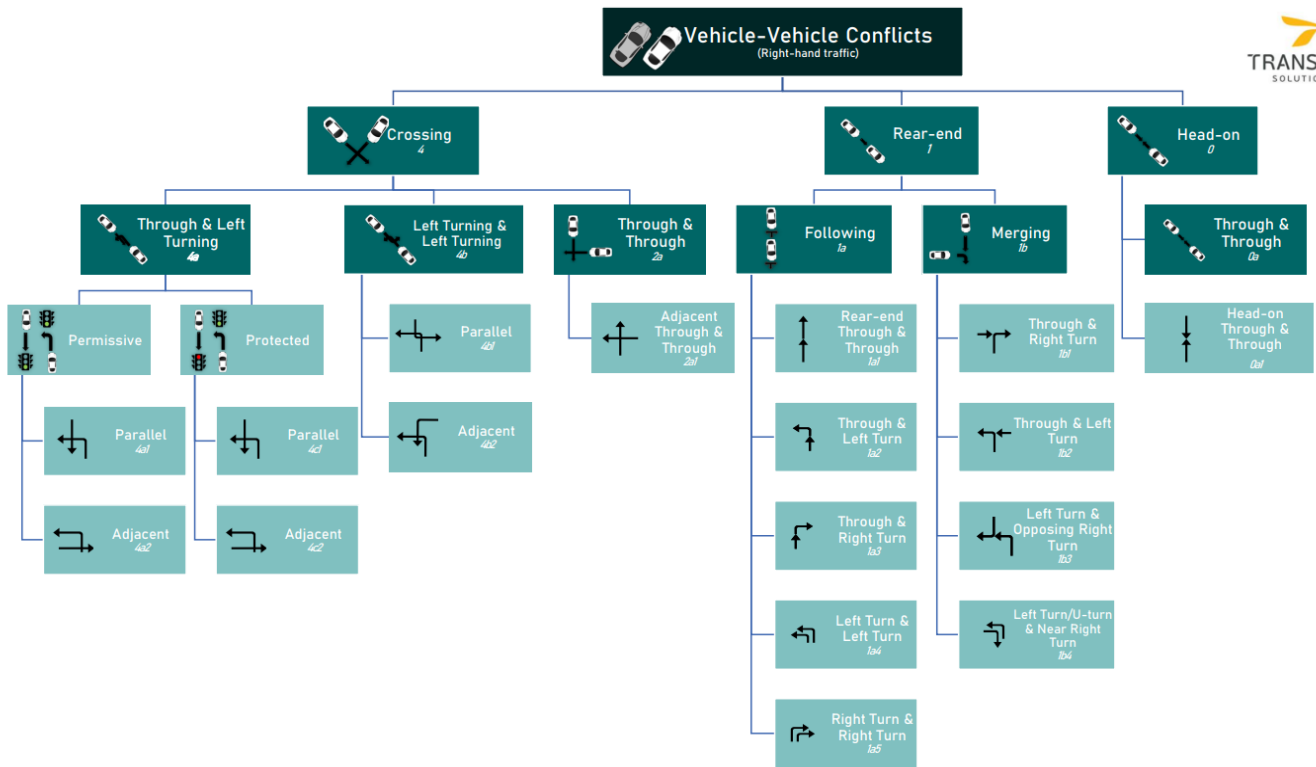 Vehicle-Vehicle Conflicts
(Right-hand traffic)
TRANS
SOLUTIO
Crossing
4
Rear-end
1
Head-on
0
Through & Left
Turning
4a
Left Turning &
Left Turning
4b
Through &
Through
2a
Following
1a
Merging
1b
Through &
Through
0a
Permissive
Protected
Parallel
4b1
Adjacent
Through &
Through
2a1
Rear-end
Through &
Through
1a1
Through &
Right Turn
1b1
Head-on
Through &
Through
0a1
Parallel
4a1
Parallel
4c1
Adjacent
4b2
Through &
Left Turn
1a2
Through & Left
Turn
1b2
Adjacent
4a2
Adjacent
4c2
Through &
Right Turn
1a3
Left Turn &
Opposing Right
Turn
1b3
Left Turn &
Left Turn
1a4
Left Turn/U-turn
& Near Right
Turn
1b4
Right Turn &
Right Turn
1a5